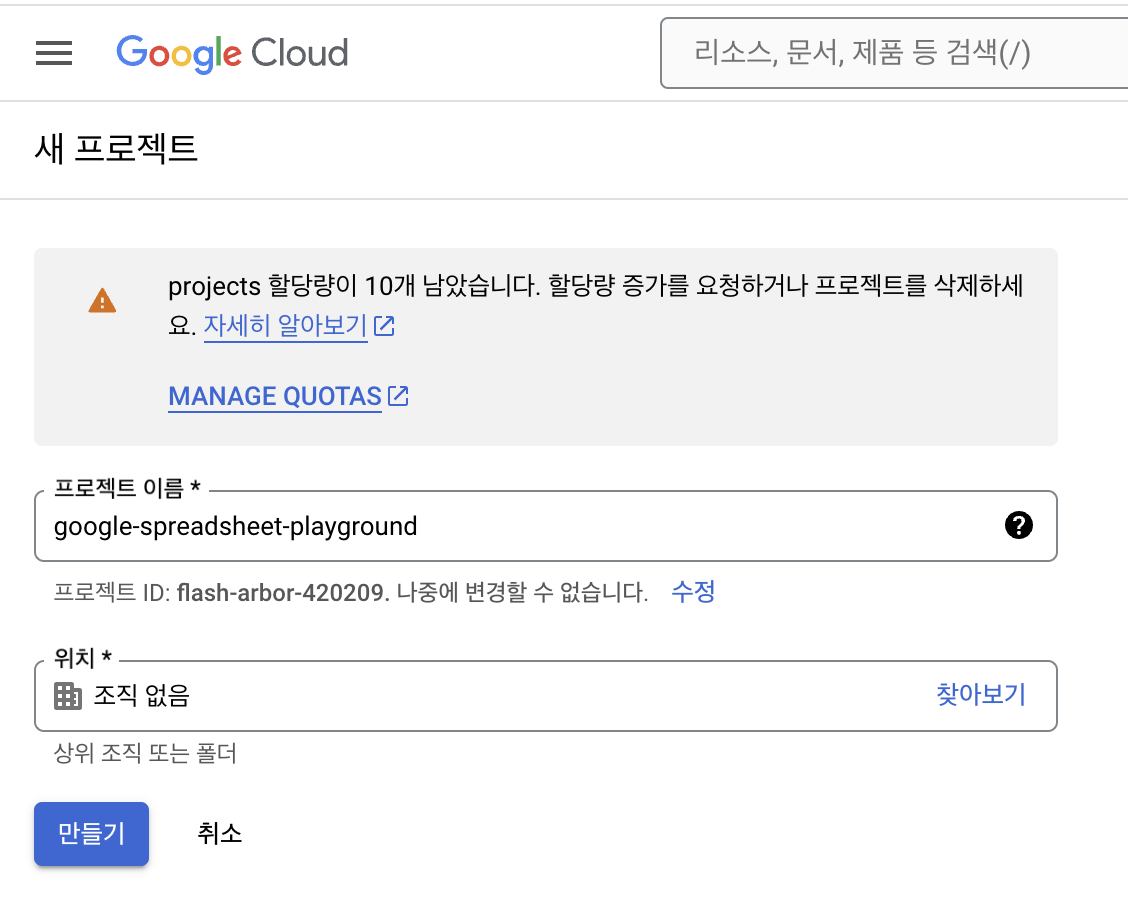 Google Cloud
리소스, 문서, 제품 등 검색(/)
새 프로젝트
projects 할당량이 10개 남았습니다. 할당량 증가를 요청하거나 프로젝트를 삭제하세
요. 자세히 알아보기
MANAGE QUOTAS
프로젝트 이름 *
google-spreadsheet-playground
프로젝트 ID: flash-arbor-420209. 나중에 변경할 수 없습니다. 수정
위치 *
조직 없음 찾아보기
상위 조직 또는 폴더
만들기 취소